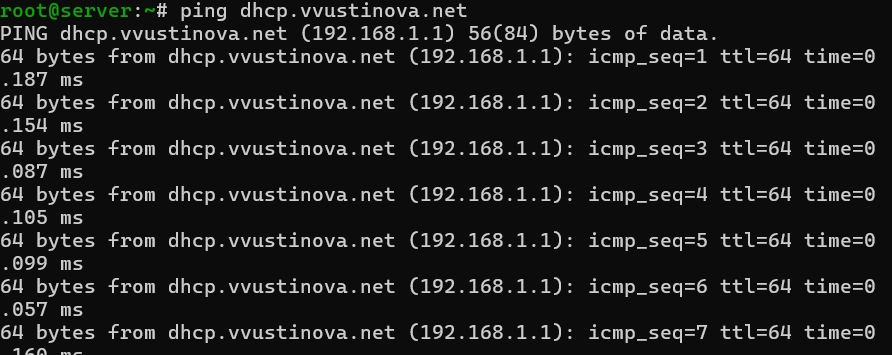 root@server:~# ping dhcp.vvustinova.net
PING dhcp.vvustinova.net (192.168.1.1) 56(84) bytes of data.
64 bytes from dhcp.vvustinova.net (192.168.1.1): icmp_seq=1 ttl=64 time=0
.187 ms
64 bytes from dhcp.vvustinova.net (192.168.1.1): icmp_seq=2 ttl=64 time=0
.154 ms
64 bytes from dhcp.vvustinova.net (192.168.1.1): icmp_seq=3 ttl=64 time=0
.087 ms
64 bytes from dhcp.vvustinova.net (192.168.1.1): icmp_seq=4 ttl=64 time=0
.105 ms
64 bytes from dhcp.vvustinova.net (192.168.1.1): icmp_seq=5 ttl=64 time=0
.099 ms
64 bytes from dhcp.vvustinova.net (192.168.1.1): icmp_seq=6 ttl=64 time=0
.057 ms
64 bytes from dhcp.vvustinova.net (192.168.1.1): icmp_seq=7 ttl=64 time=0
.160 ms